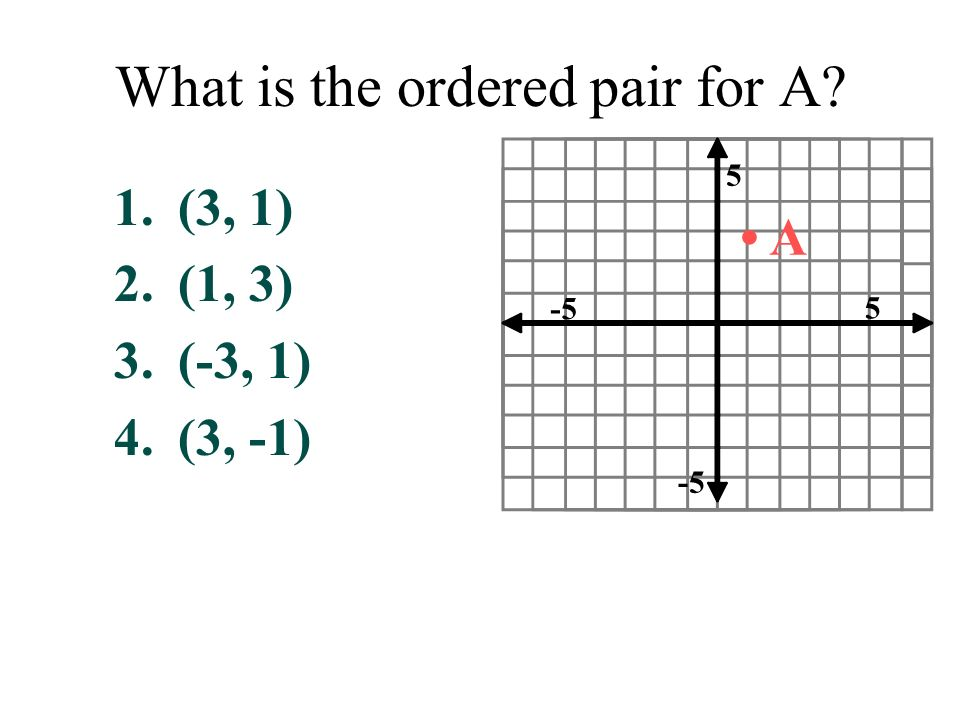 What is the ordered pair for A?
1. (3, 1)
2. (1, 3)
3. (-3, 1)
4. (3, -1)
5
• A
-5
5
-5